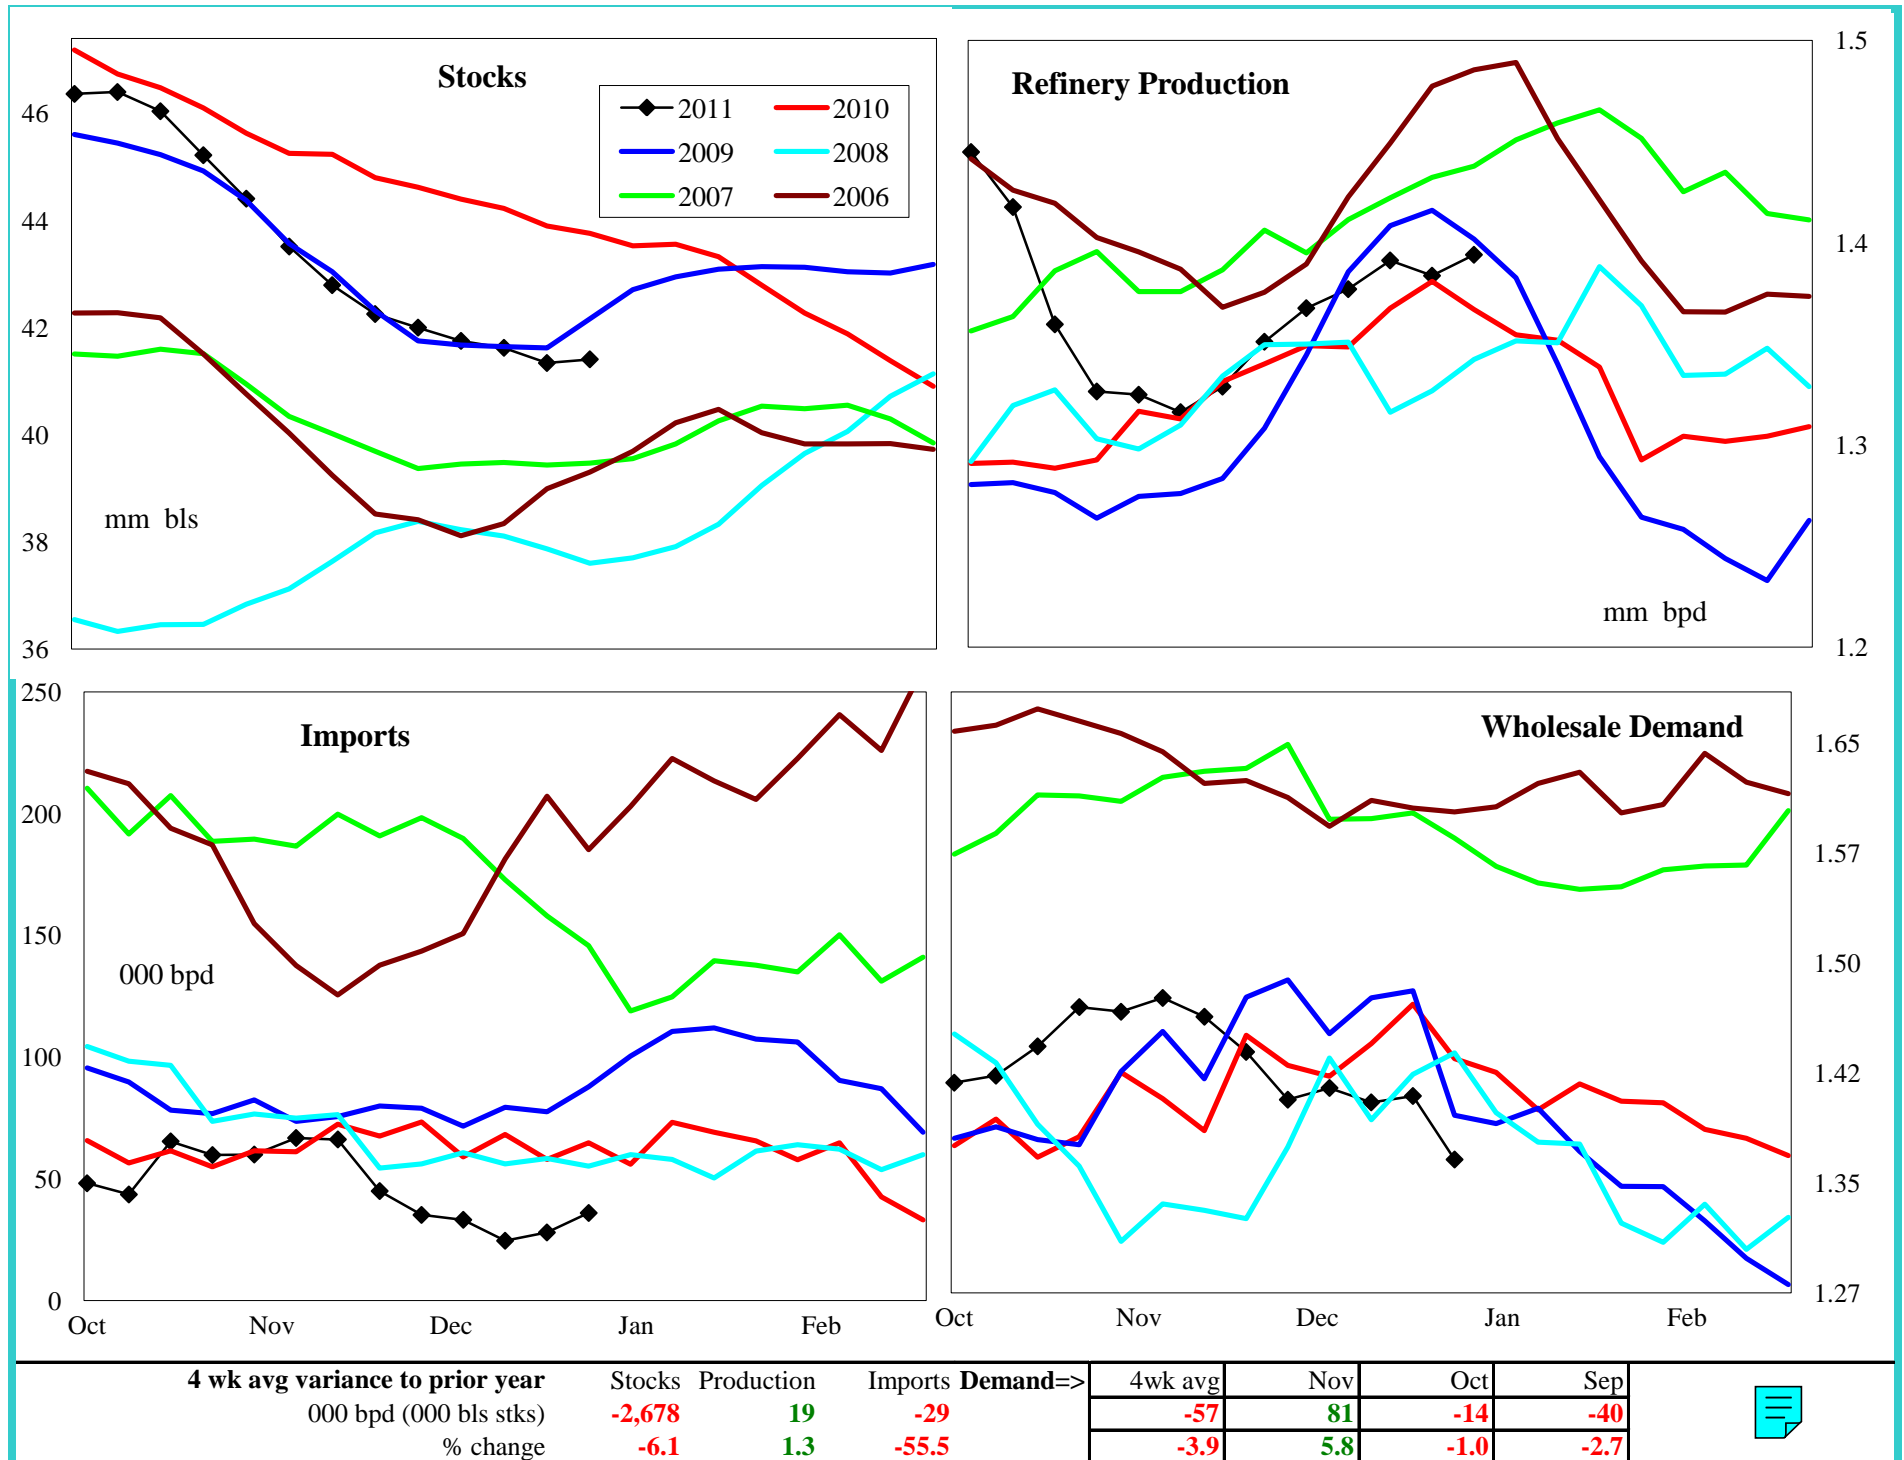 Stocks
2011 2010
2009 2008
2007 2006
46
44
42
40
38
36
mm bls
Refinery Production
1.5
1.4
1.3
1.2
mm bpd
Imports
250
200
150
100
50
0
000 bpd
Oct Nov Dec Jan Feb
Wholesale Demand
1.65
1.57
1.50
1.42
1.35
1.27
Oct Nov Dec Jan Feb
4 wk avg variance to prior year Stocks Production Imports Demand=> 4wk avg Nov Oct Sep
000 bpd (000 bls stks) -2,678 19 -29 -57 81 -14 -40
% change -6.1 1.3 -55.5 -3.9 5.8 -1.0 -2.7